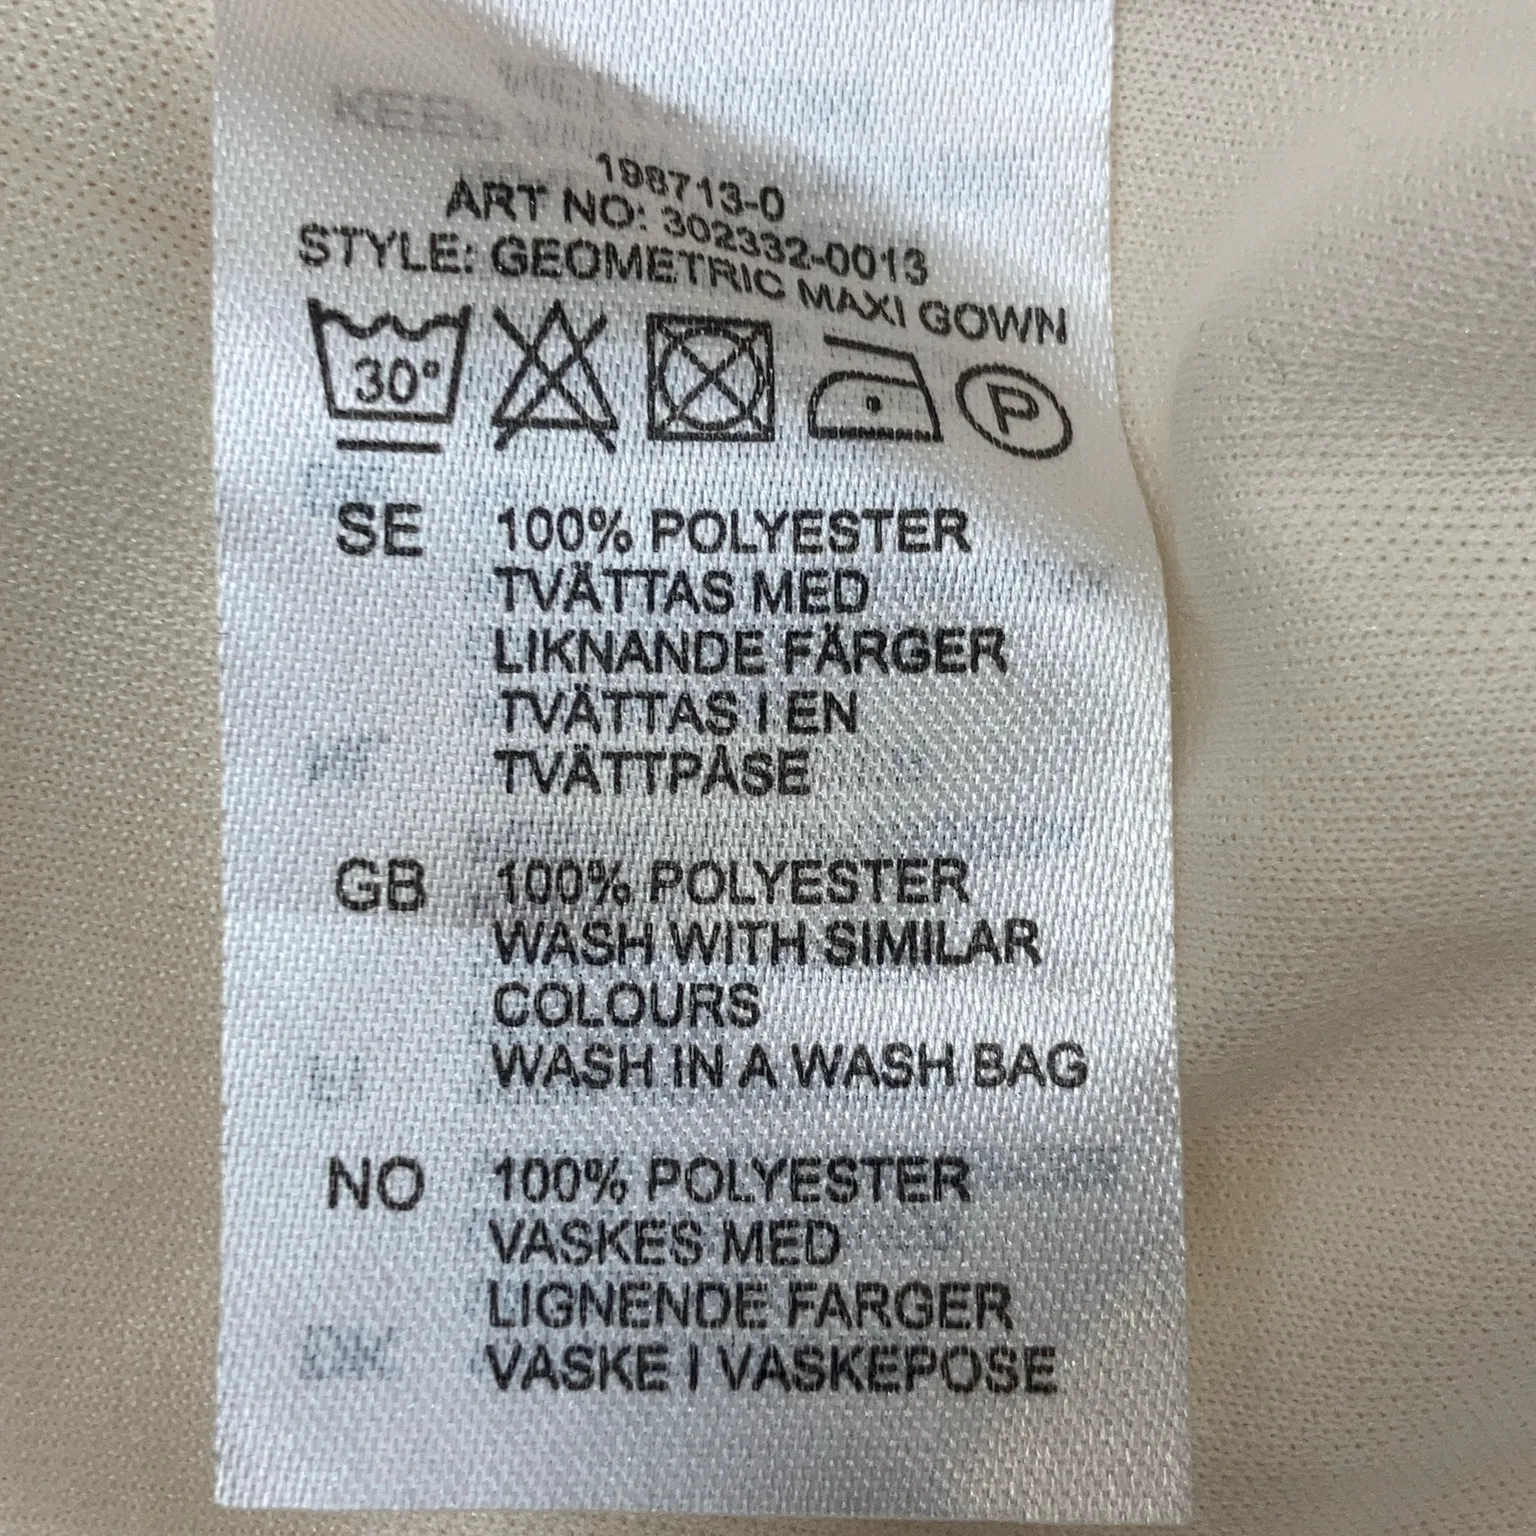 198713-0
ART NO: 302332-0013
STYLE: GEOMETRIC MAXI GOWN
30°
P
SE 100% POLYESTER
TVÄTTAS MED
LIKNANDE FÄRGER
TVÄTTAS I EN
TVÄTTPÅSE
GB 100% POLYESTER
WASH WITH SIMILAR
COLOURS
WASH IN A WASH BAG
NO 100% POLYESTER
VASKES MED
LIGNENDE FARGER
VASKE I VASKEPOSE